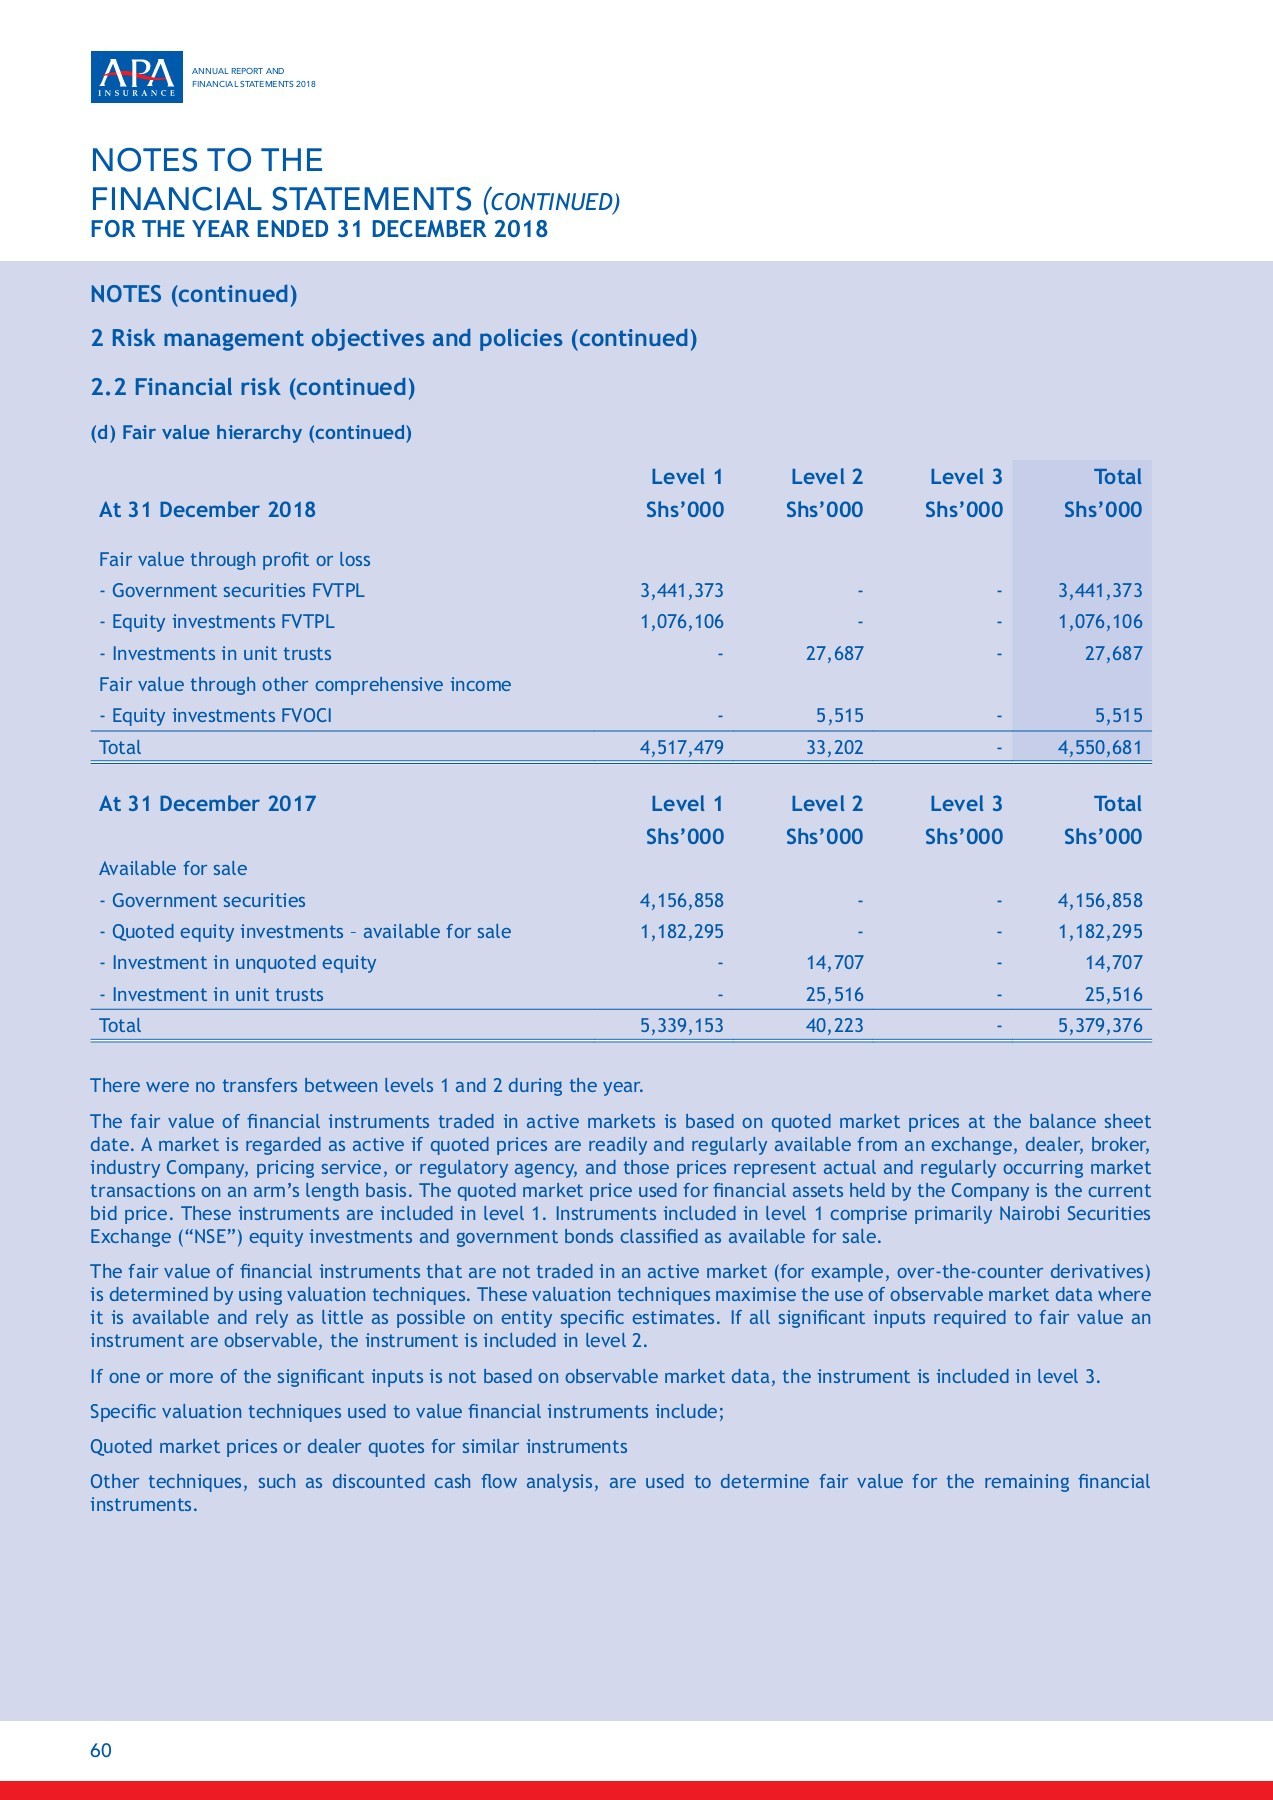 APA
INSURANCE
ANNUAL REPORT AND
FINANCIAL STATEMENTS 2018
NOTES TO THE
FINANCIAL STATEMENTS (CONTINUED)
FOR THE YEAR ENDED 31 DECEMBER 2018
NOTES (continued)
2 Risk management objectives and policies (continued)
2.2 Financial risk (continued)
(d) Fair value hierarchy (continued)
Level 1 Level 2 Level 3 Total
At 31 December 2018 Shs’000 Shs’000 Shs’000 Shs’000
Fair value through profit or loss
- Government securities FVTPL 3,441,373 - - 3,441,373
- Equity investments FVTPL 1,076,106 - - 1,076,106
- Investments in unit trusts - 27,687 - 27,687
Fair value through other comprehensive income
- Equity investments FVOCI - 5,515 - 5,515
Total 4,517,479 33,202 - 4,550,681
At 31 December 2017 Level 1 Level 2 Level 3 Total
Shs’000 Shs’000 Shs’000 Shs’000
Available for sale
- Government securities 4,156,858 - - 4,156,858
- Quoted equity investments – available for sale 1,182,295 - - 1,182,295
- Investment in unquoted equity - 14,707 - 14,707
- Investment in unit trusts - 25,516 - 25,516
Total 5,339,153 40,223 - 5,379,376
There were no transfers between levels 1 and 2 during the year.
The fair value of financial instruments traded in active markets is based on quoted market prices at the balance sheet
date. A market is regarded as active if quoted prices are readily and regularly available from an exchange, dealer, broker,
industry Company, pricing service, or regulatory agency, and those prices represent actual and regularly occurring market
transactions on an arm’s length basis. The quoted market price used for financial assets held by the Company is the current
bid price. These instruments are included in level 1. Instruments included in level 1 comprise primarily Nairobi Securities
Exchange (“NSE”) equity investments and government bonds classified as available for sale.
The fair value of financial instruments that are not traded in an active market (for example, over-the-counter derivatives)
is determined by using valuation techniques. These valuation techniques maximise the use of observable market data where
it is available and rely as little as possible on entity specific estimates. If all significant inputs required to fair value an
instrument are observable, the instrument is included in level 2.
If one or more of the significant inputs is not based on observable market data, the instrument is included in level 3.
Specific valuation techniques used to value financial instruments include;
Quoted market prices or dealer quotes for similar instruments
Other techniques, such as discounted cash flow analysis, are used to determine fair value for the remaining financial
instruments.
60